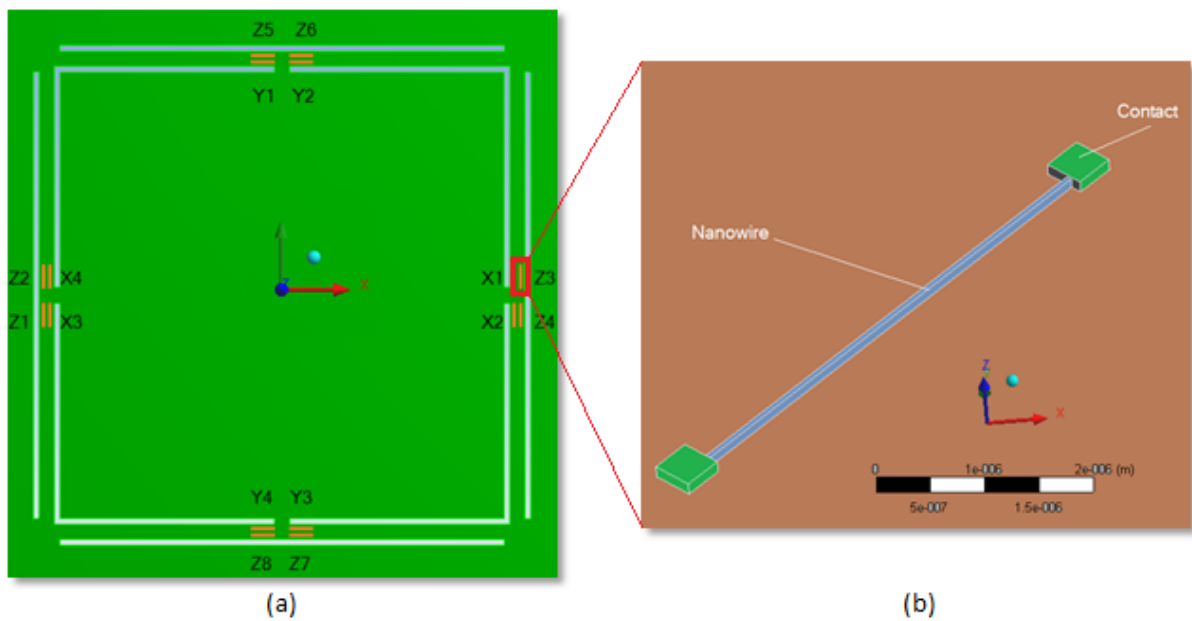 Z5 Z6
Y1 Y2
Z2 X4
X1 Z3
Z1 X3
X2 Z4
X
Z
Y4 Y3
Z8 Z7
(a)
Contact
Nanowire
Z
X
0 1e-006 2e-006 (m)
5e-007 1.5e-006
(b)